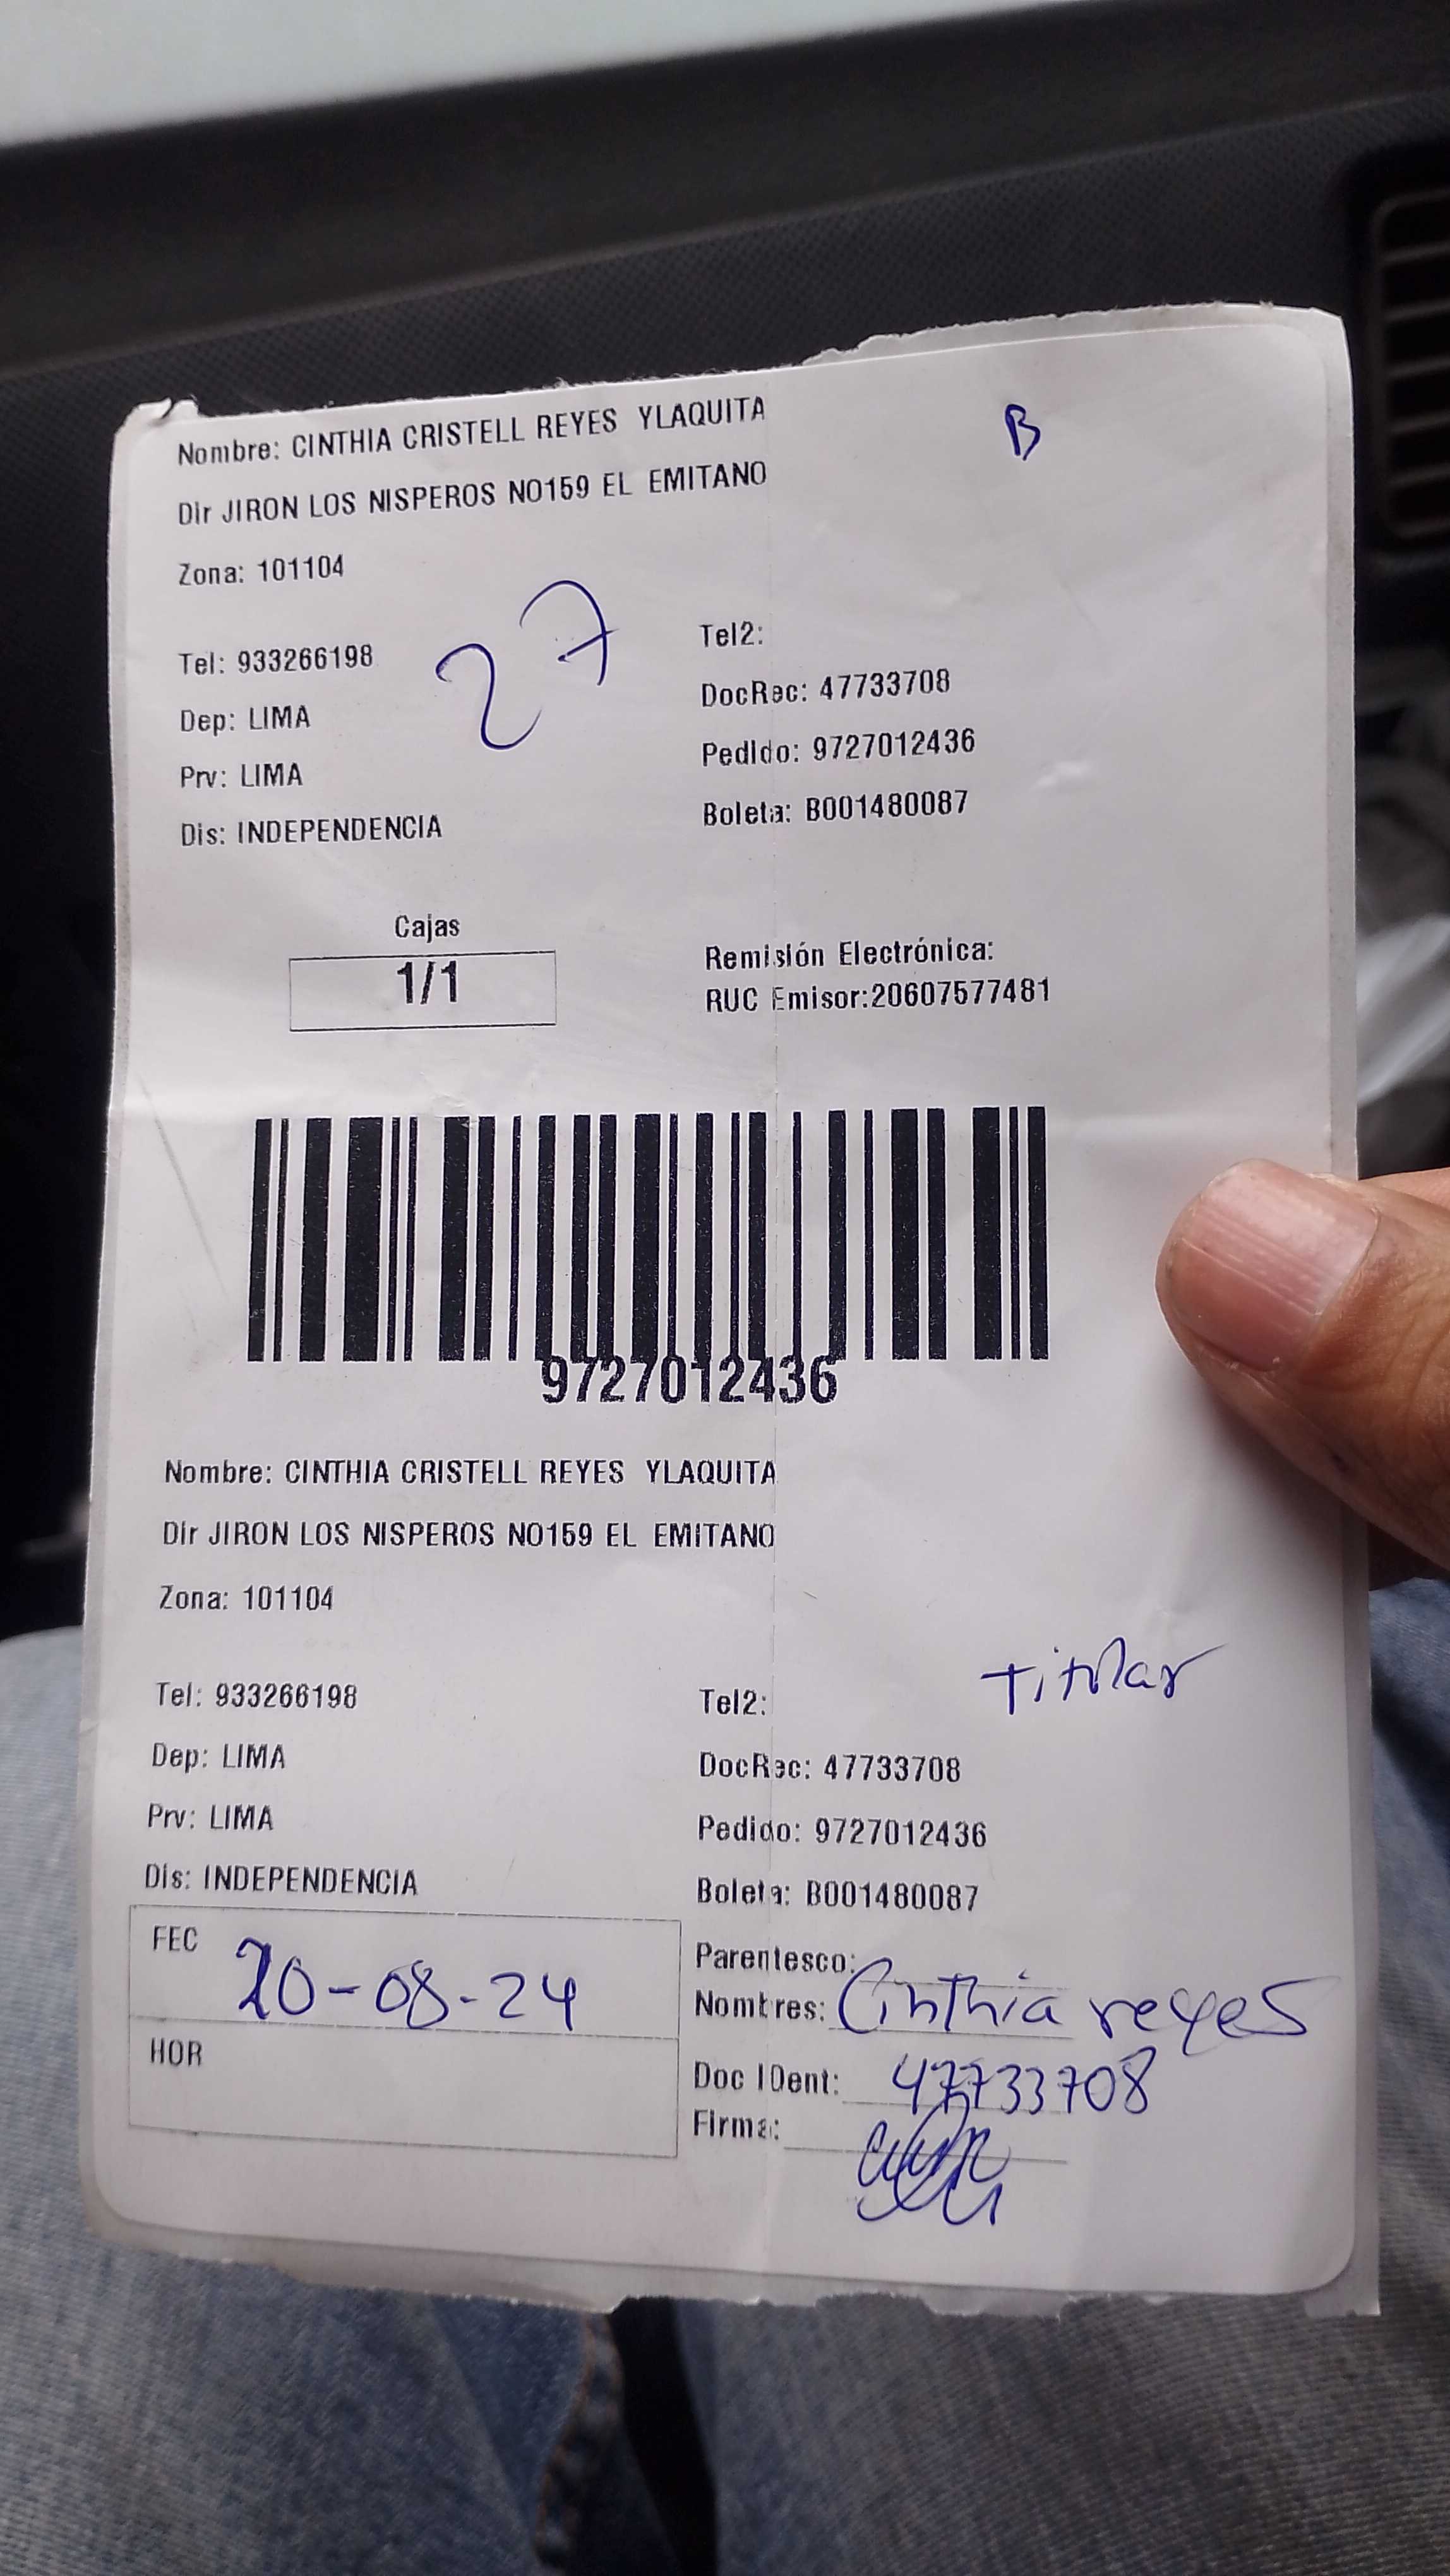 Nombre: CINTHIA CRISTELL REYES YLAQUITA
B
Dir JIRON LOS NISPEROS NO159 EL EMITANO
Zona: 101104
27
Tel: 933266198
Tel2:
Dep: LIMA
DocRec: 47733708
Prv: LIMA
Pedido: 9727012436
Dis: INDEPENDENCIA
Boleta: B001480087
Cajas
1/1
Remisión Electrónica:
RUC Emisor:20607577481
9727012436
Nombre: CINTHIA CRISTELL REYES YLAQUITA
Dir JIRON LOS NISPEROS NO159 EL EMITANO
Zona: 101104
Titular
Tel: 933266198
Tel2:
Dep: LIMA
DocRec: 47733708
Prv: LIMA
Pedido: 9727012436
Dis: INDEPENDENCIA
Boleta: B001480087
FEC 20-08-24
HOR
Parentesco:
Nombres: Cinthia reyes
Doc IDent: 47733708
Firma: